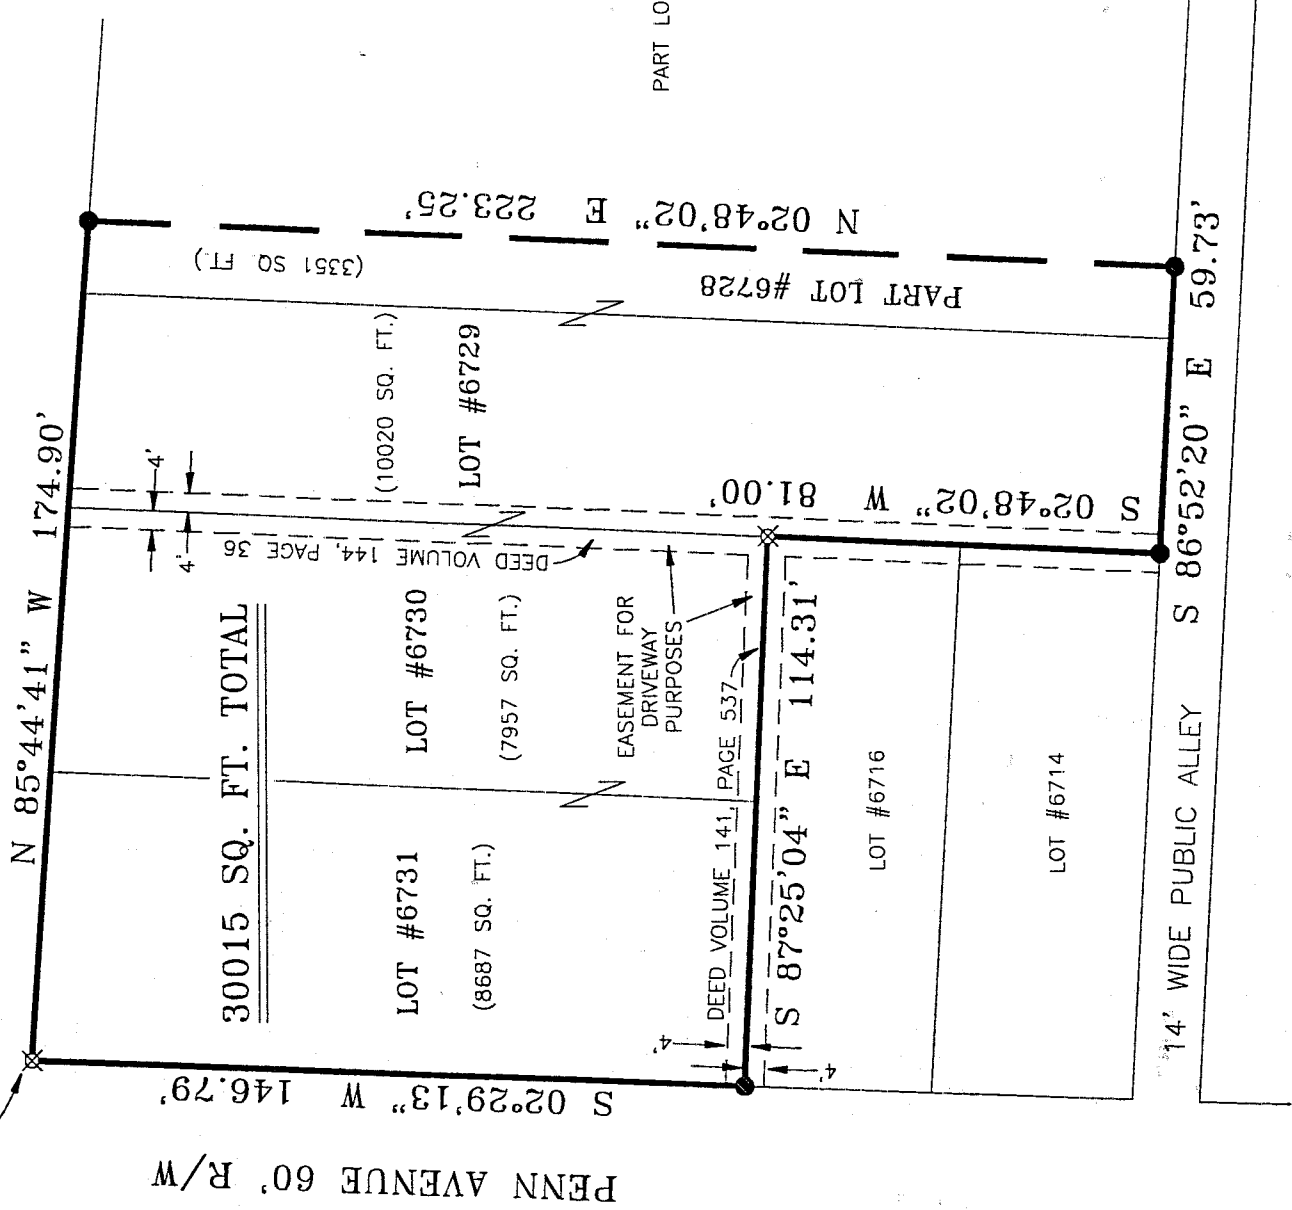 N 85°44'41" W 174.90'
PART LO
N 02°48'02" E 223.25'
(3351 SQ. FT.)
PART LOT #6728
(10020 SQ. FT.)
LOT #6729
4'
4'
DEED VOLUME 144, PAGE 36
S 02°48'02" W 81.00'
30015 SQ. FT. TOTAL
LOT #6730
(7957 SQ. FT.)
EASEMENT FOR
DRIVEWAY
PURPOSES
LOT #6731
(8687 SQ. FT.)
DEED VOLUME 141, PAGE 537
S 87°25'04" E 114.31'
4'
4'
LOT #6716
LOT #6714
S 86°52'20" E 59.73'
14' WIDE PUBLIC ALLEY
S 02°29'13" W 146.79'
PENN AVENUE 60' R/W